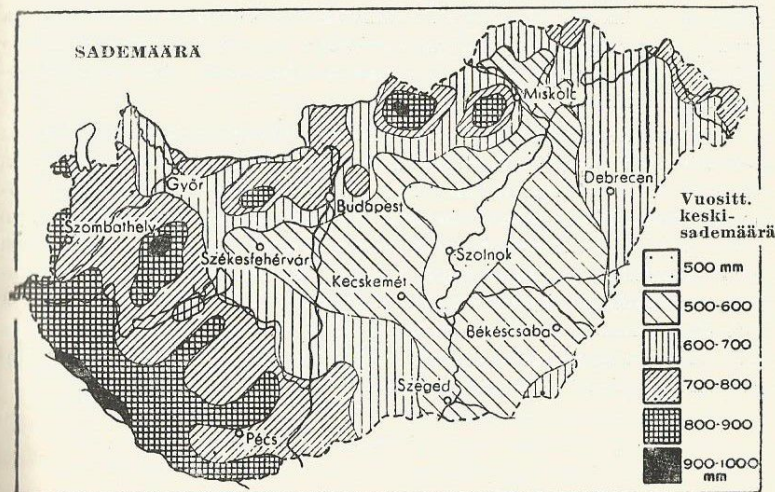 SADEMÄÄRÄ
Miskolc
Győr
Debrecen
Budapest
Szombathely
Székesfehérvár
Szolnok
Kecskemét
Békéscsaba
Szeged
Pécs
Vuositt.
keski-
sademäärä
500 mm
500-600
600-700
700-800
800-900
900-1000
mm